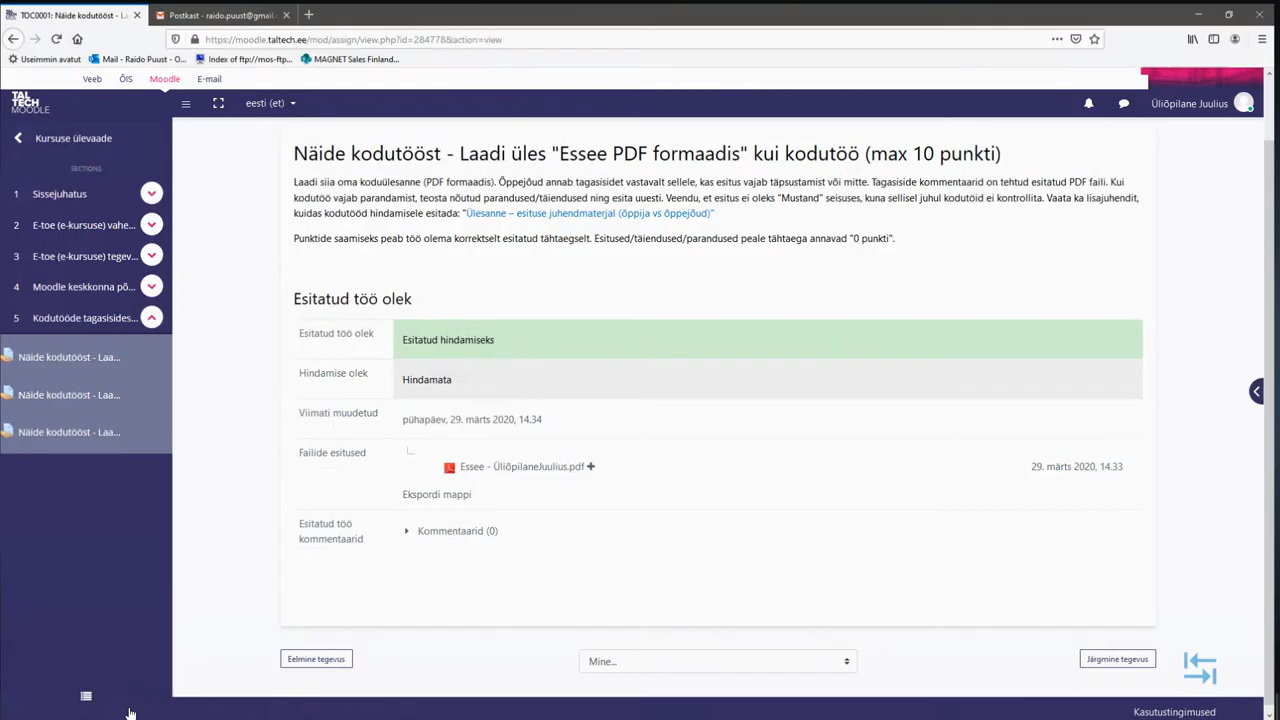 TOC0001: Näide kodutööst - La
Postkast - raido.puust@gmail.
https://moodle.taltech.ee/mod/assign/view.php?id=284778&action=view
Useimmin avatut
Mail - Raido Puust - O...
Index of ftp://mos-ftp...
MAGNET Sales Finland...
Veeb
ÕIS
Moodle
E-mail
TAL
TECH
MOODLE
eesti (et)
Üliõpilane Juulius
Kursuse ülevaade
SECTIONS
1 Sissejuhatus
2 E-toe (e-kursuse) vahe...
3 E-toe (e-kursuse) tegev...
4 Moodle keskkonna põ...
5 Kodutööde tagasisides...
Näide kodutööst - Laa...
Näide kodutööst - Laa...
Näide kodutööst - Laa...
Näide kodutööst - Laadi üles "Essee PDF formaadis" kui kodutöö (max 10 punkti)
Laadi siia oma koduülesanne (PDF formaadis). Õppejõud annab tagasidet vastavalt sellele, kas esitus vajab täpsustamist või mitte. Tagasiside kommentaarid on tehtud esitatud PDF faili. Kui
kodutöö vajab parandamist, teosta nõutud parandused/täiendused ning esita uuesti. Veendu, et esitus ei oleks "Mustand" seisuses, kuna sellisel juhul kodutöid ei kontrollita. Vaata ka lisajuhendit,
kuidas kodutööd hindamisele esitada: "Ülesanne – esituse juhendmaterjal (õppija vs õppejõud)"
Punktide saamiseks peab töö olema korrektselt esitatud tähtaegselt. Esitused/täiendused/parandused peale tähtaega annavad "0 punkti".
Esitatud töö olek
Esitatud töö olek
Esitatud hindamiseks
Hindamise olek
Hindamata
Viimati muudetud
pühapäev, 29. märts 2020, 14.34
Failide esitused
Essee - ÜliõpilaneJuulius.pdf
29. märts 2020, 14.33
Ekspordi mappi
Esitatud töö
kommentaarid
Kommentaarid (0)
Eelmine tegevus
Mine...
Järgmine tegevus
Kasutustingimused